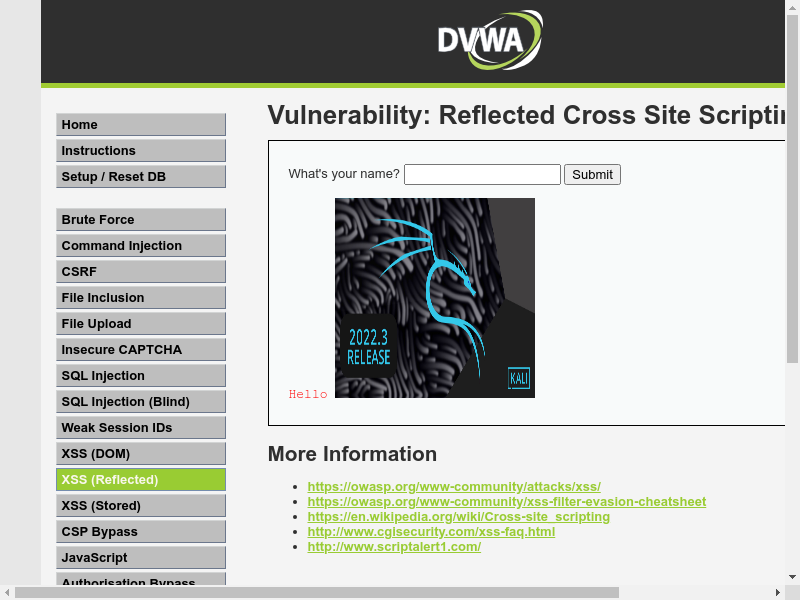 DVWA
Home
Instructions
Setup / Reset DB
Brute Force
Command Injection
CSRF
File Inclusion
File Upload
Insecure CAPTCHA
SQL Injection
SQL Injection (Blind)
Weak Session IDs
XSS (DOM)
XSS (Reflected)
XSS (Stored)
CSP Bypass
JavaScript
Authorisation Bypass
Vulnerability: Reflected Cross Site Scriptin
What's your name? Submit
2022.3
RELEASE
KALI
Hello
More Information
https://owasp.org/www-community/attacks/xss/
https://owasp.org/www-community/xss-filter-evasion-cheatsheet
https://en.wikipedia.org/wiki/Cross-site_scripting
http://www.cgisecurity.com/xss-faq.html
http://www.scriptalert1.com/